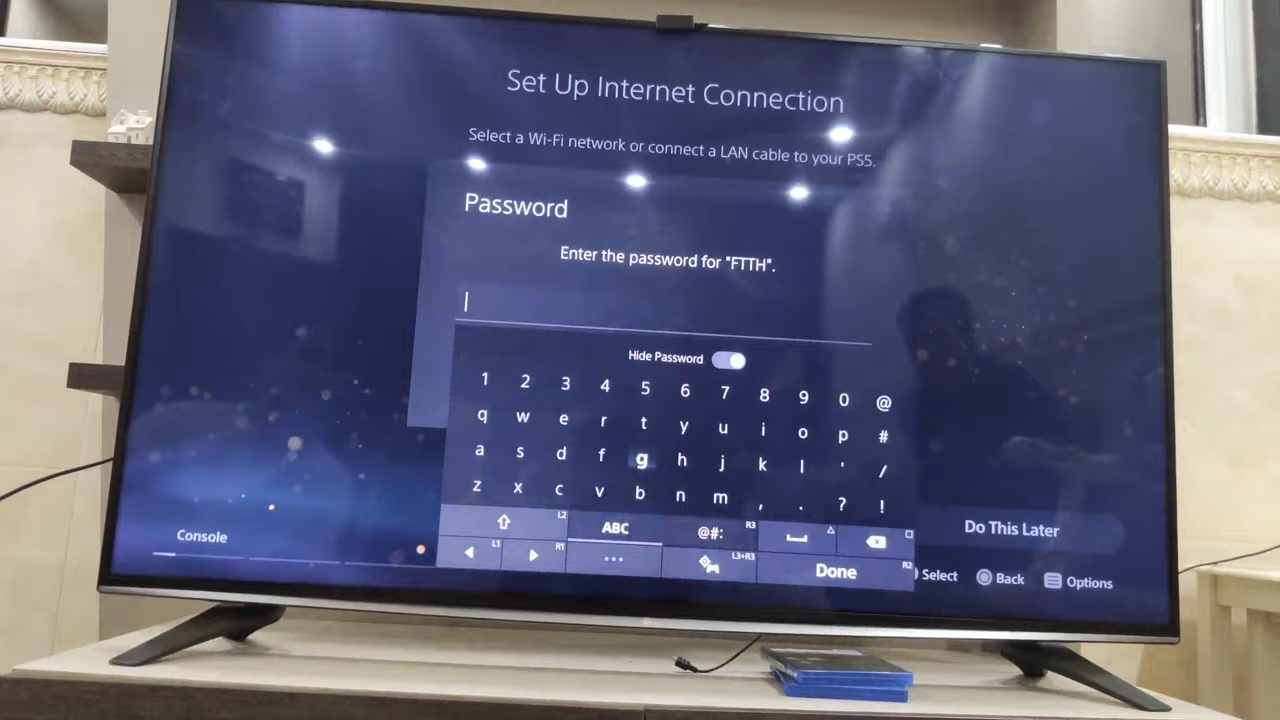 Set Up Internet Connection
Select a Wi-Fi network or connect a LAN cable to your PS5.
Password
Enter the password for "FTTH".
Hide Password
1 2 3 4 5 6 7 8 9 0 @
q w e r t y u i o p #
a s d f g h j k l ' /
z x c v b n m , . ? !
L2 ABC @#: R3
L1 R1 ... L3+R3 Done R2
Do This Later
Console
Select Back Options